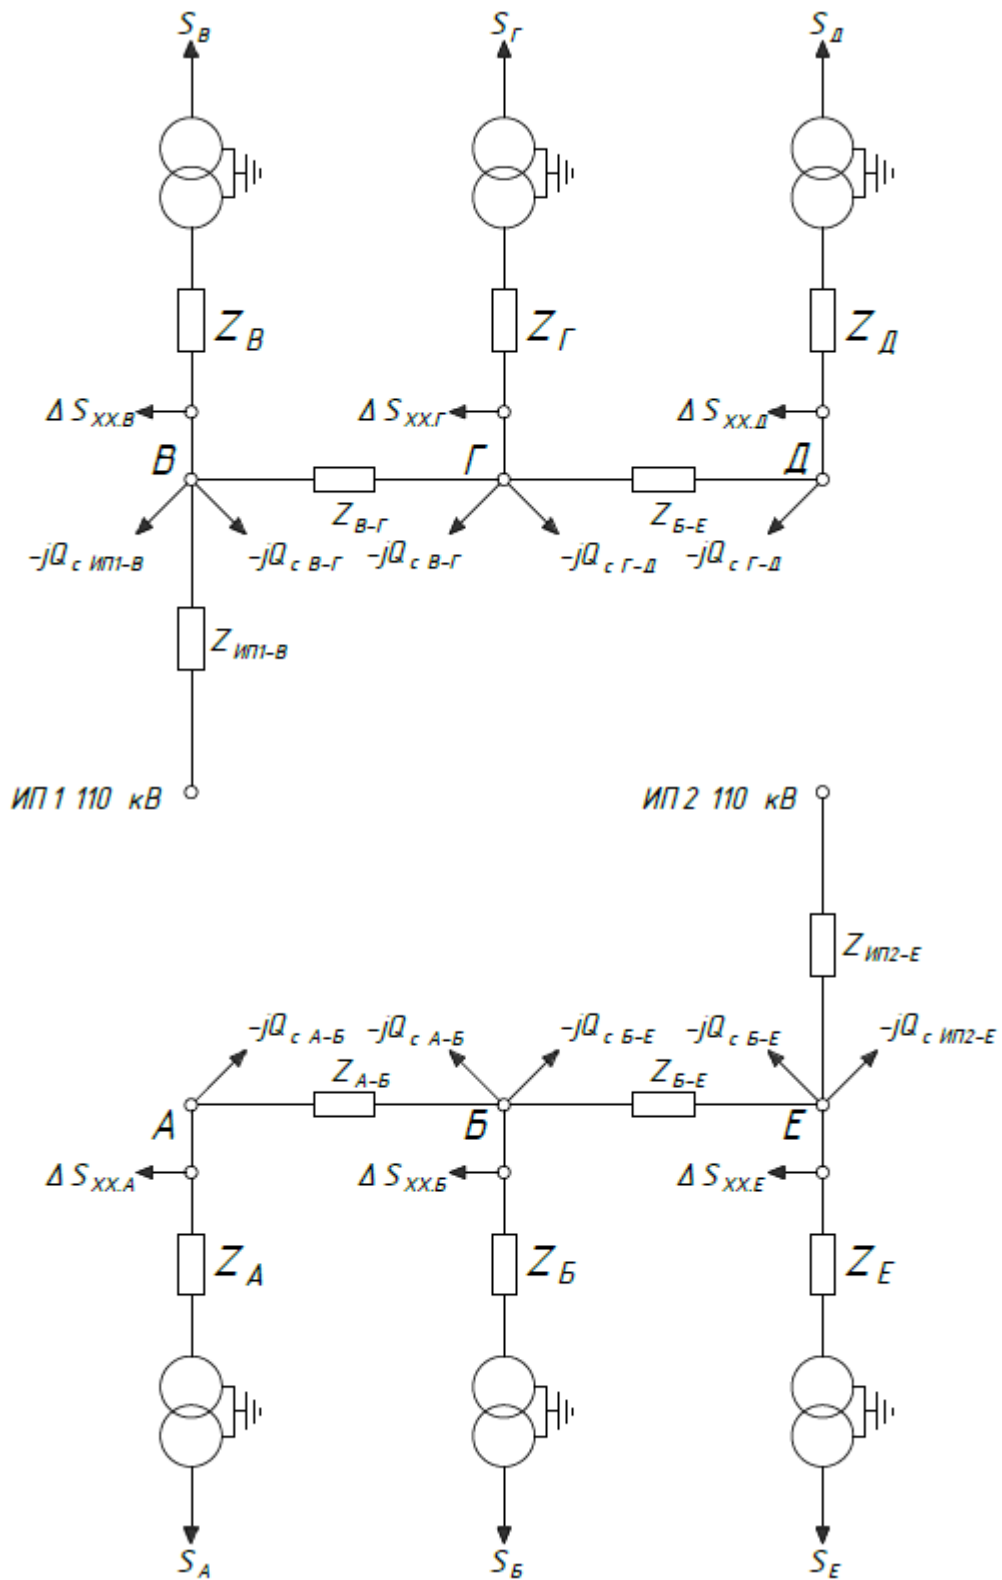 S В S Г S Д
Z В Z Г Z Д
Δ S ХХ.В Δ S ХХ.Г Δ S ХХ.Д
В Г Д
Z В-Г Z Б-Е
-jQ с ИП1-В -jQ с В-Г -jQ с В-Г -jQ с Г-Д -jQ с Г-Д
Z ИП1-В
ИП 1 110 кВ ИП 2 110 кВ
Z ИП2-Е
-jQ с А-Б -jQ с А-Б -jQ с Б-Е -jQ с Б-Е -jQ с ИП2-Е
Z А-Б Z Б-Е
А Б Е
Δ S ХХ.А Δ S ХХ.Б Δ S ХХ.Е
Z А Z Б Z Е
S А S Б S Е